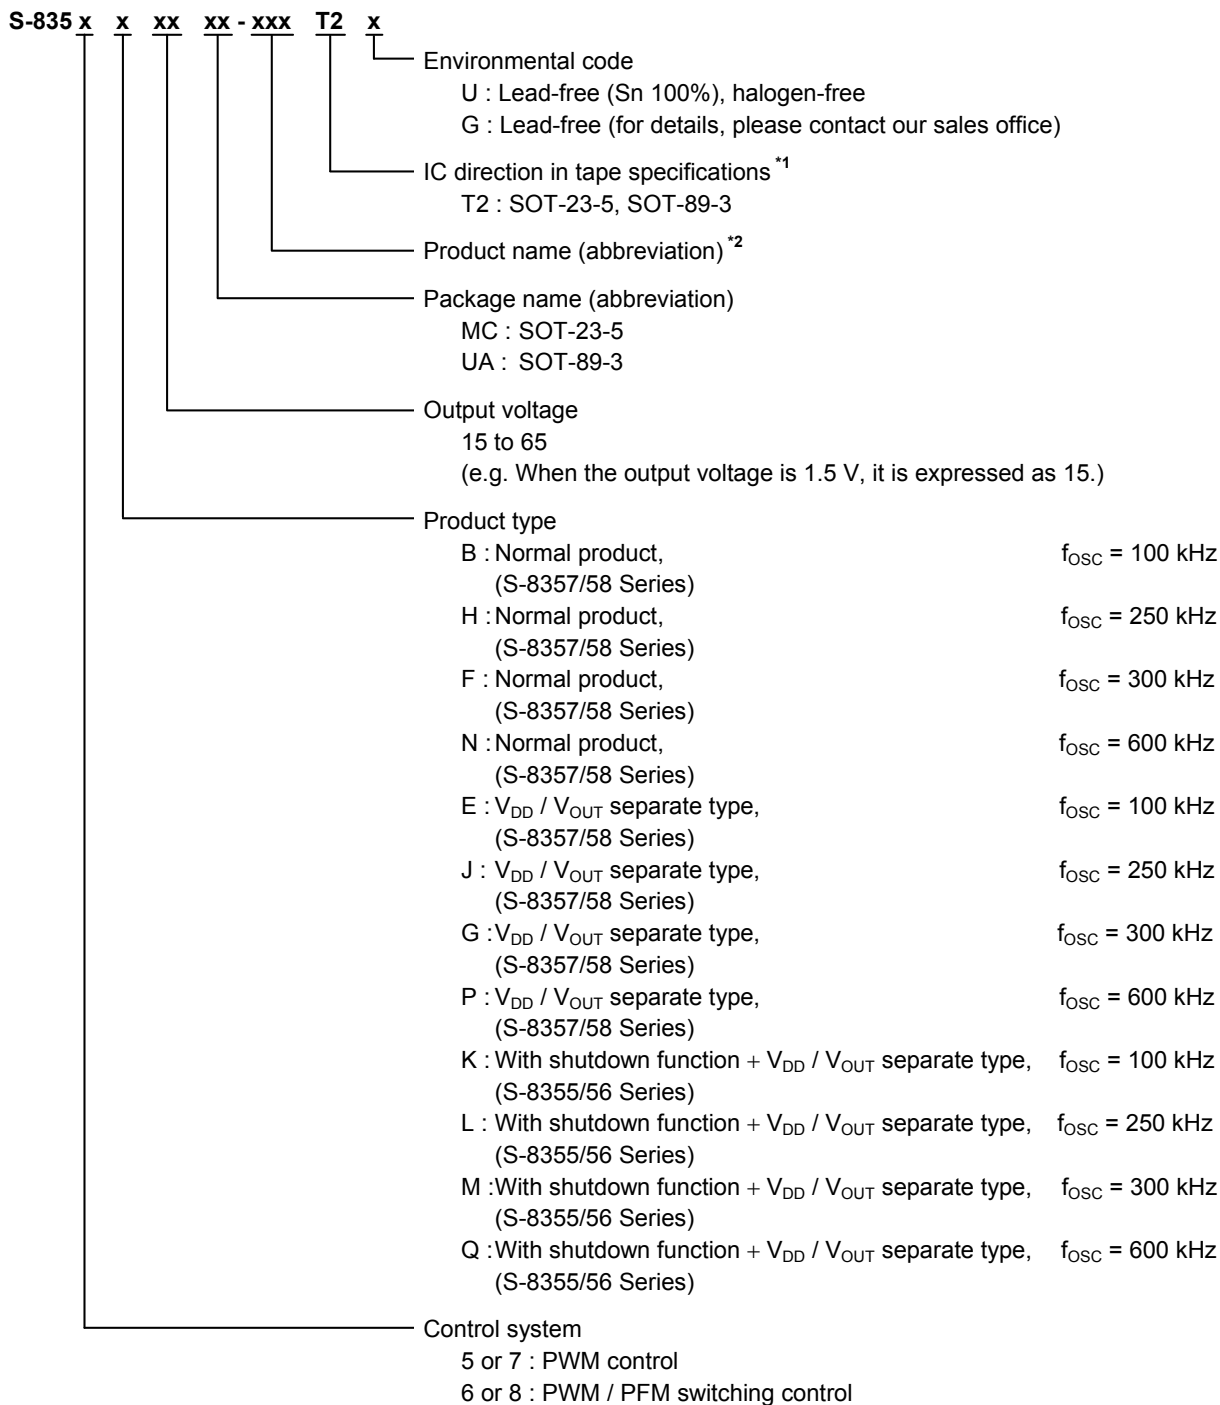 S-835 x x xx xx - xxx T2 x
Environmental code
U : Lead-free (Sn 100%), halogen-free
G : Lead-free (for details, please contact our sales office)
IC direction in tape specifications *1
T2 : SOT-23-5, SOT-89-3
Product name (abbreviation) *2
Package name (abbreviation)
MC : SOT-23-5
UA : SOT-89-3
Output voltage
15 to 65
(e.g. When the output voltage is 1.5 V, it is expressed as 15.)
Product type
B : Normal product, fOSC = 100 kHz
(S-8357/58 Series)
H : Normal product, fOSC = 250 kHz
(S-8357/58 Series)
F : Normal product, fOSC = 300 kHz
(S-8357/58 Series)
N : Normal product, fOSC = 600 kHz
(S-8357/58 Series)
E : VDD / VOUT separate type, fOSC = 100 kHz
(S-8357/58 Series)
J : VDD / VOUT separate type, fOSC = 250 kHz
(S-8357/58 Series)
G : VDD / VOUT separate type, fOSC = 300 kHz
(S-8357/58 Series)
P : VDD / VOUT separate type, fOSC = 600 kHz
(S-8357/58 Series)
K : With shutdown function + VDD / VOUT separate type, fOSC = 100 kHz
(S-8355/56 Series)
L : With shutdown function + VDD / VOUT separate type, fOSC = 250 kHz
(S-8355/56 Series)
M : With shutdown function + VDD / VOUT separate type, fOSC = 300 kHz
(S-8355/56 Series)
Q : With shutdown function + VDD / VOUT separate type, fOSC = 600 kHz
(S-8355/56 Series)
Control system
5 or 7 : PWM control
6 or 8 : PWM / PFM switching control